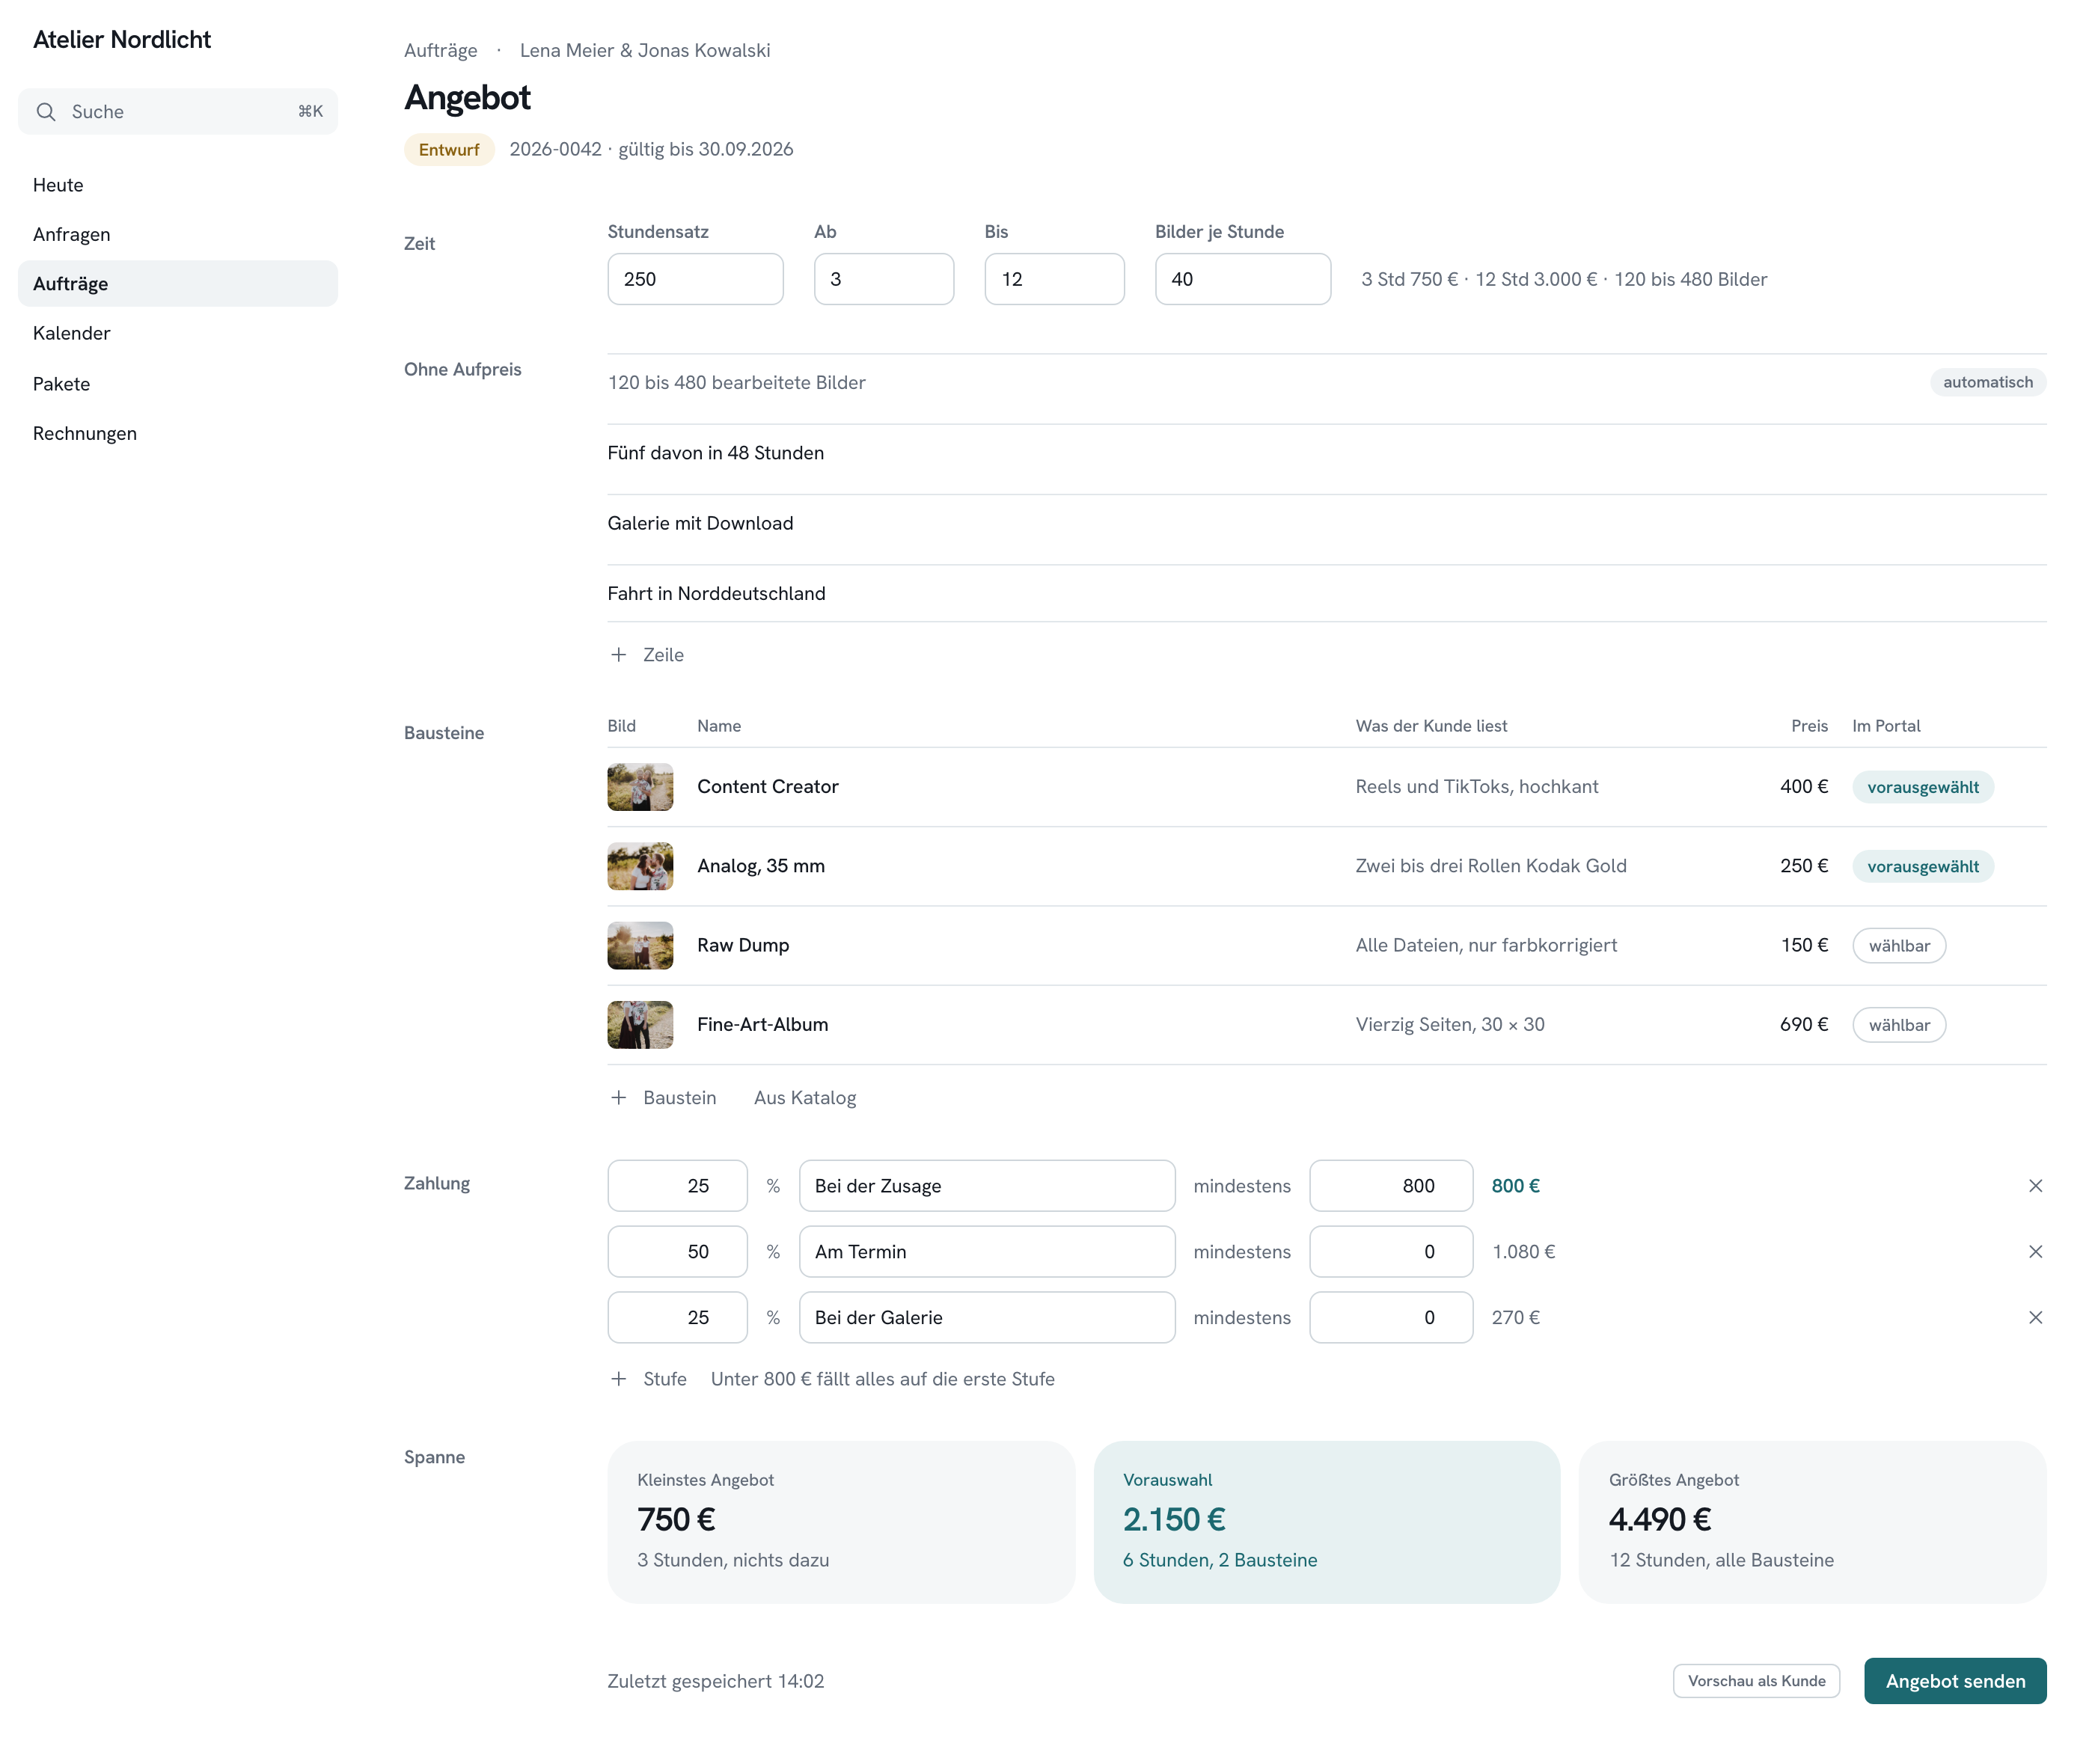 Atelier Nordlicht
Suche ⌘K
Heute
Anfragen
Aufträge
Kalender
Pakete
Rechnungen
Aufträge · Lena Meier & Jonas Kowalski
Angebot
Entwurf 2026-0042 · gültig bis 30.09.2026
Zeit
Stundensatz Ab Bis Bilder je Stunde
250 3 12 40 3 Std 750 € · 12 Std 3.000 € · 120 bis 480 Bilder
Ohne Aufpreis
120 bis 480 bearbeitete Bilder automatisch
Fünf davon in 48 Stunden
Galerie mit Download
Fahrt in Norddeutschland
+ Zeile
Bausteine
Bild Name Was der Kunde liest Preis Im Portal
Content Creator Reels und TikToks, hochkant 400 € vorausgewählt
Analog, 35 mm Zwei bis drei Rollen Kodak Gold 250 € vorausgewählt
Raw Dump Alle Dateien, nur farbkorrigiert 150 € wählbar
Fine-Art-Album Vierzig Seiten, 30 × 30 690 € wählbar
+ Baustein Aus Katalog
Zahlung
25 % Bei der Zusage mindestens 800 800 €
50 % Am Termin mindestens 0 1.080 €
25 % Bei der Galerie mindestens 0 270 €
+ Stufe Unter 800 € fällt alles auf die erste Stufe
Spanne
Kleinstes Angebot
750 €
3 Stunden, nichts dazu
Vorauswahl
2.150 €
6 Stunden, 2 Bausteine
Größtes Angebot
4.490 €
12 Stunden, alle Bausteine
Zuletzt gespeichert 14:02 Vorschau als Kunde Angebot senden